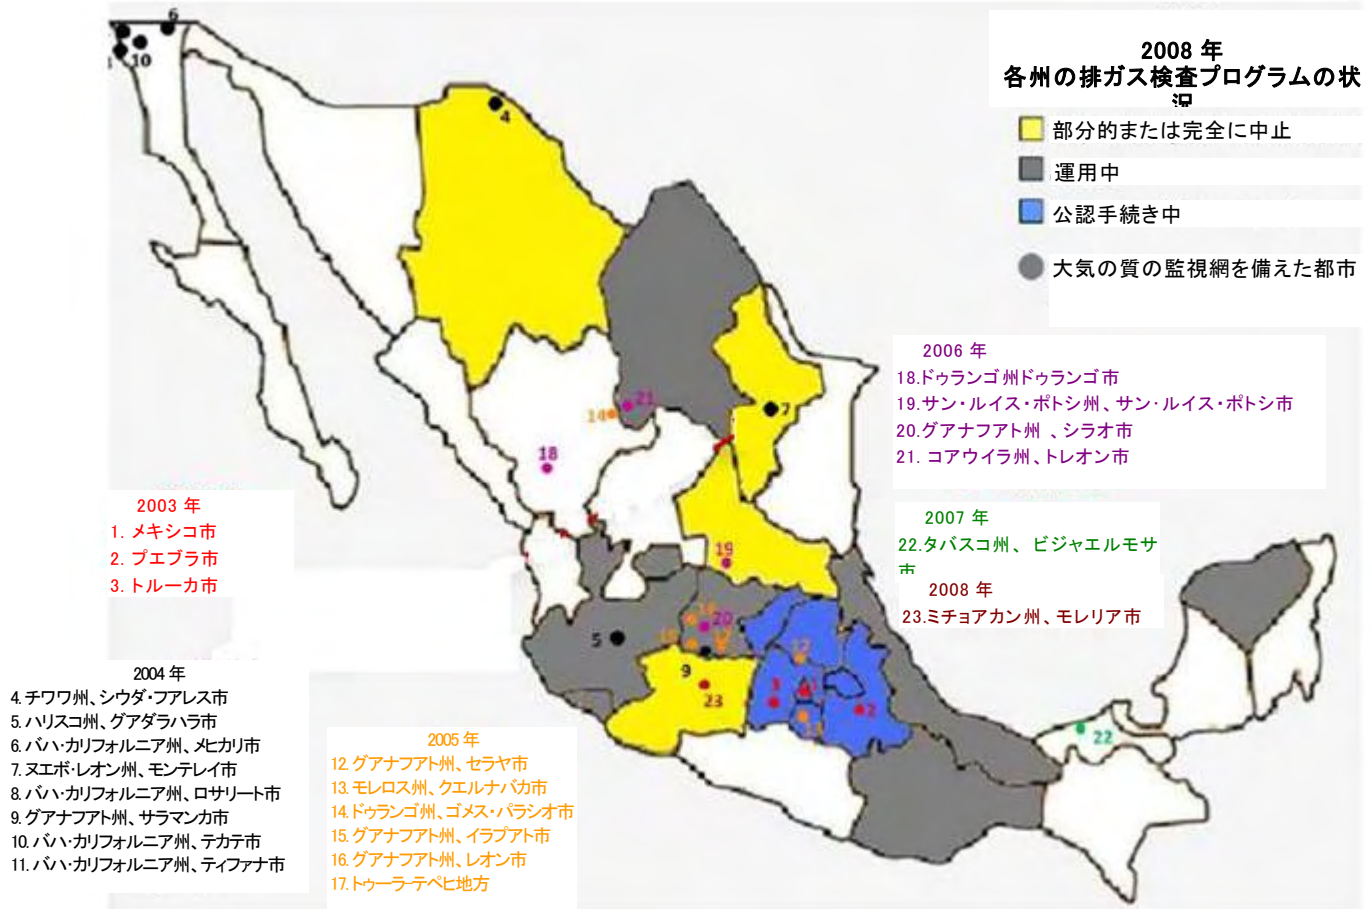 2008 年
各州の排ガス検査プログラムの状
況
部分的または完全に中止
運用中
公認手続き中
大気の質の監視網を備えた都市
2006 年
18.ドゥランゴ州ドゥランゴ市
19.サン・ルイス・ポトシ州、サン・ルイス・ポトシ市
20.グアナフアト州 、シラオ市
21. コアウイラ州、トレオン市
2003 年
1. メキシコ市
2. プエブラ市
3. トルーカ市
2007 年
22.タバスコ州、 ビジャエルモサ
市
2008 年
23.ミチョアカン州、モレリア市
2004 年
4.チワワ州、シウダ・フアレス市
5.ハリスコ州、グアダラハラ市
6.バハ・カリフォルニア州、メヒカリ市
7.ヌエボ・レオン州、モンテレイ市
8.バハ・カリフォルニア州、ロサリート市
9.グアナフアト州、サラマンカ市
10.バハ・カリフォルニア州、テカテ市
11.バハ・カリフォルニア州、ティファナ市
2005 年
12.グアナフアト州、セラヤ市
13.モレロス州、クエルナバカ市
14.ドゥランゴ州、ゴメス・パラシオ市
15.グアナフアト州、イラプアト市
16.グアナフアト州、レオン市
17.トゥーラ-テペヒ地方
6
10
4
21
14
7
18
19
20
5
9
23
12
3
1
2
22